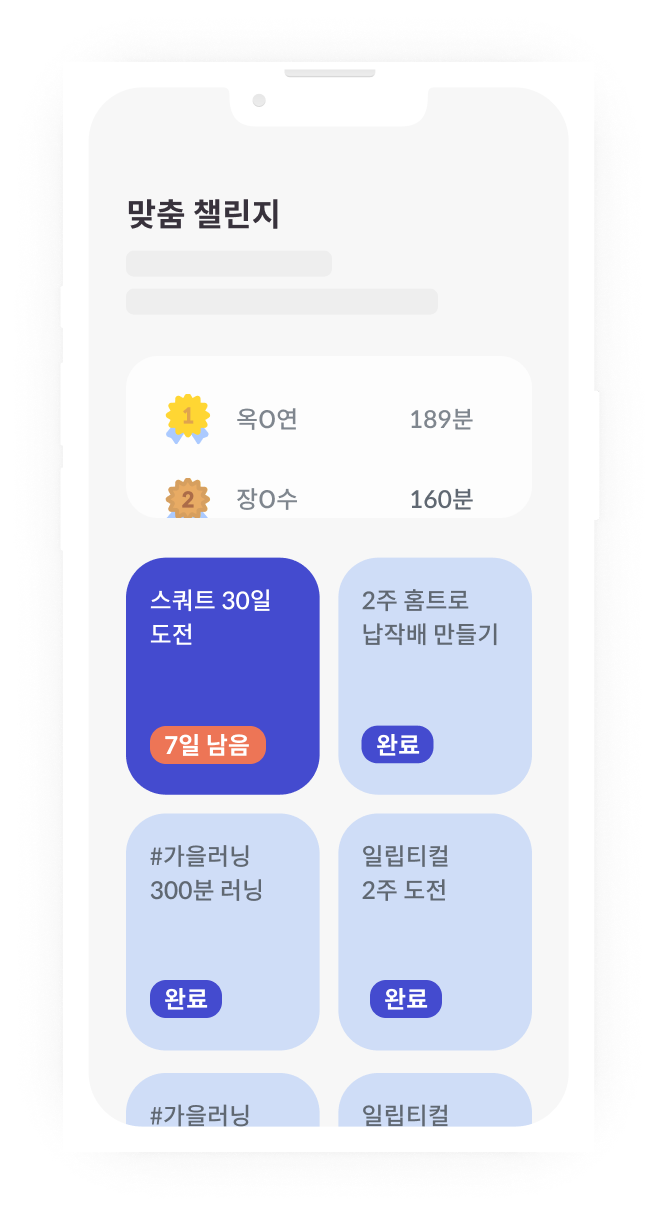 맞춤 챌린지
1 옥O연 189분
2 장O수 160분
스쿼트 30일
도전
7일 남음
2주 홈트로
납작배 만들기
완료
#가을러닝
300분 러닝
완료
일립티컬
2주 도전
완료
#가을러닝
일립티컬